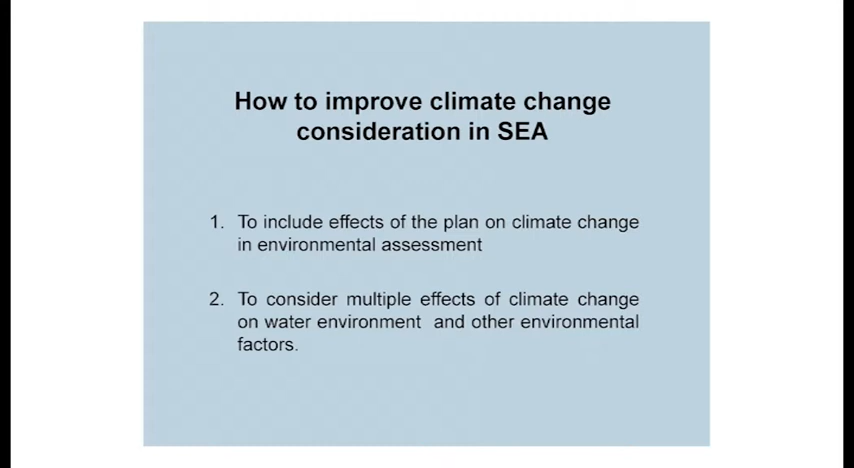 How to improve climate change
consideration in SEA
1. To include effects of the plan on climate change
in environmental assessment
2. To consider multiple effects of climate change
on water environment and other environmental
factors.